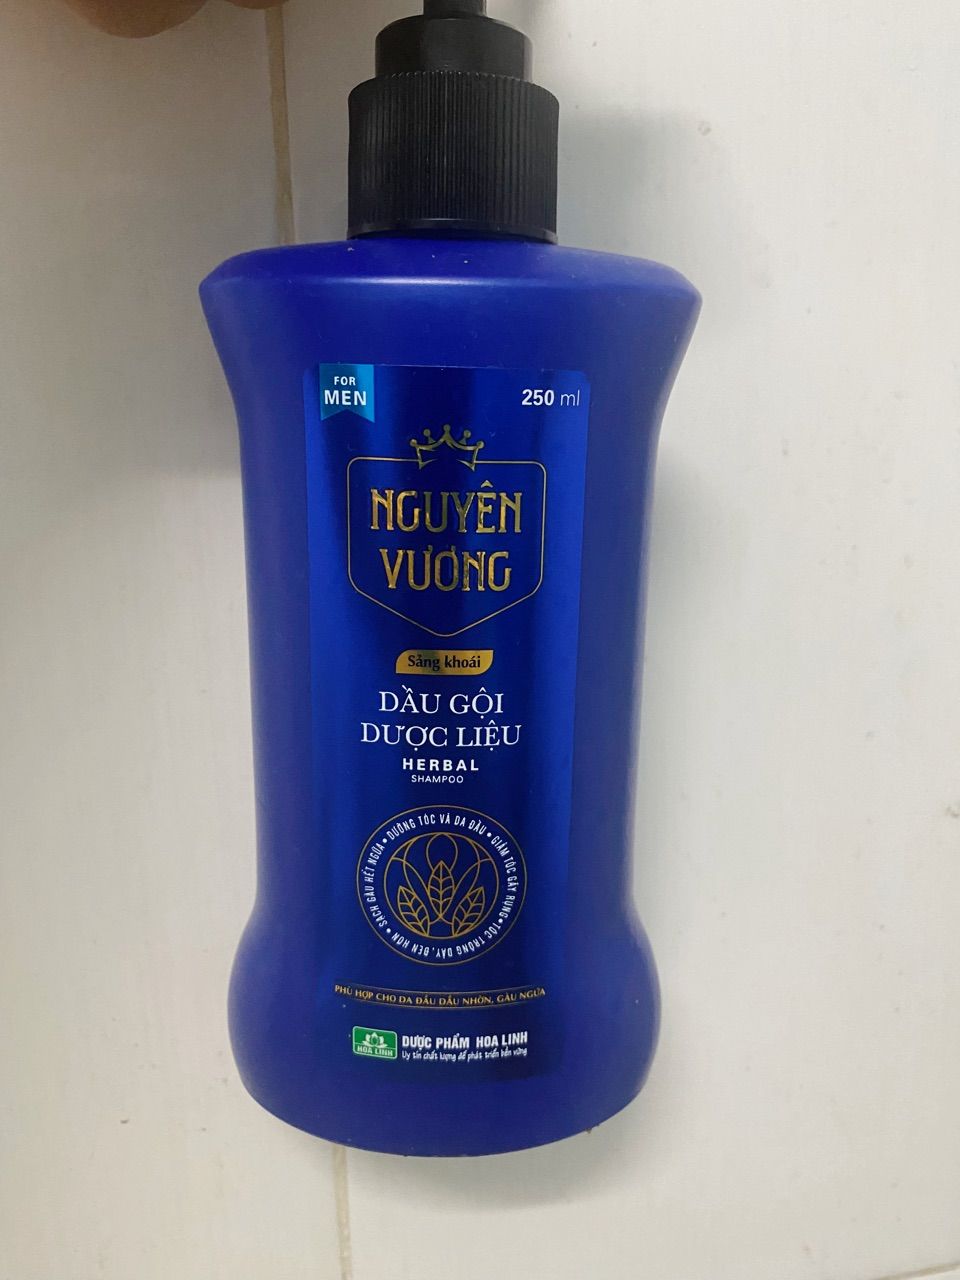 FOR
MEN
250 ml
NGUYÊN
VƯƠNG
Sảng khoái
DẦU GỘI
DƯỢC LIỆU
HERBAL
SHAMPOO
• SẠCH GÀU HẾT NGỨA • DƯỠNG TÓC VÀ DA ĐẦU • GIẢM TÓC GÃY RỤNG • TÓC TRÔNG DÀY, ĐEN HƠN
PHÙ HỢP CHO DA ĐẦU DẦU NHỜN, GÀU NGỨA
HOA LINH
DƯỢC PHẨM HOA LINH
Uy tín chất lượng để phát triển bền vững